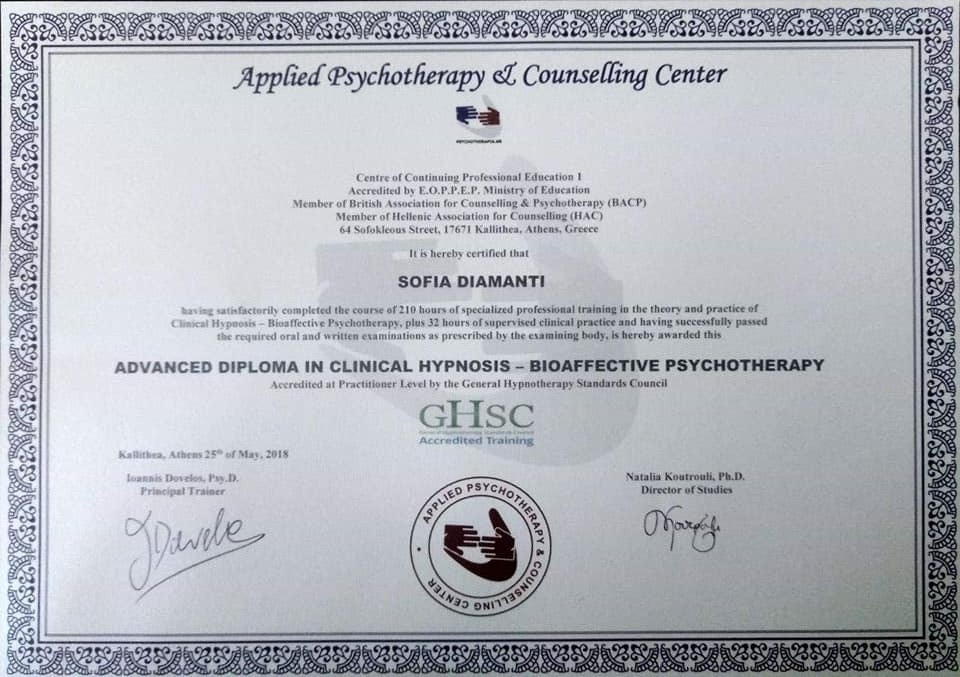 Applied Psychotherapy & Counselling Center
Centre of Continuing Professional Education 1
Accredited by E.O.P.P.E.P. Ministry of Education
Member of British Association for Counselling & Psychotherapy (BACP)
Member of Hellenic Association for Counselling (HAC)
64 Sofokleous Street, 17671 Kallithea, Athens, Greece
It is hereby certified that
SOFIA DIAMANTI
having satisfactorily completed the course of 210 hours of specialized professional training in the theory and practice of
Clinical Hypnosis – Bioaffective Psychotherapy, plus 32 hours of supervised clinical practice and having successfully passed
the required oral and written examinations as prescribed by the examining body, is hereby awarded this
ADVANCED DIPLOMA IN CLINICAL HYPNOSIS – BIOAFFECTIVE PSYCHOTHERAPY
Accredited at Practitioner Level by the General Hypnotherapy Standards Council
GHSC
General Hypnotherapy Standards Council
Accredited Training
Kallithea, Athens 25th of May, 2018
Ioannis Dovelos, Psy.D.
Principal Trainer
Natalia Koutrouli, Ph.D.
Director of Studies
APPLIED PSYCHOTHERAPY & COUNSELLING CENTER